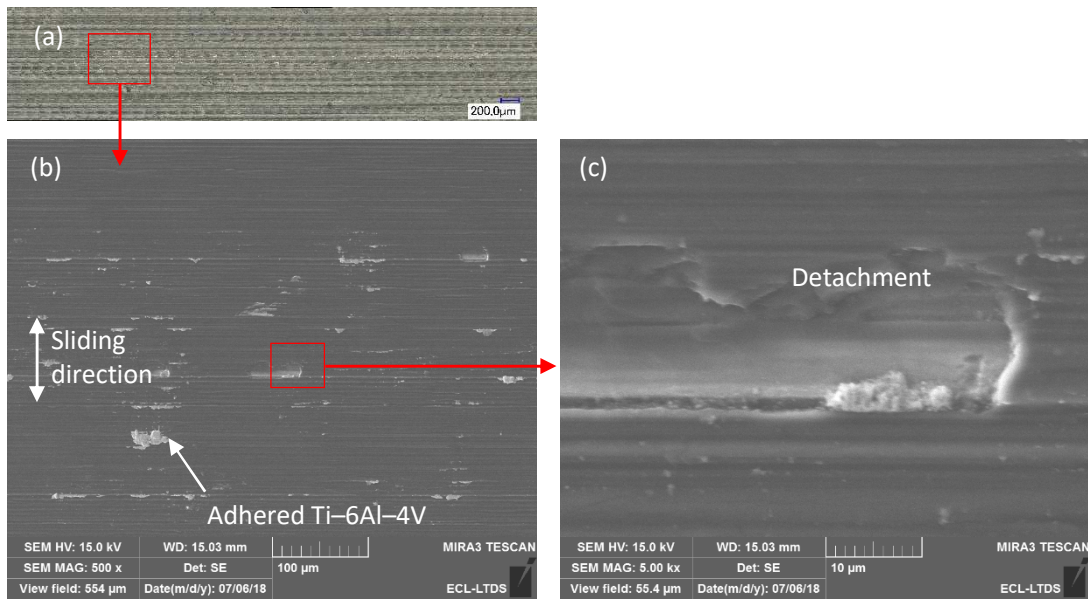 (a)
200.0μm
(b)
Sliding
direction
Adhered Ti–6Al–4V
SEM HV: 15.0 kV
WD: 15.03 mm
MIRA3 TESCAN
SEM MAG: 500 x
Det: SE
100 μm
View field: 554 μm
Date(m/d/y): 07/06/18
ECL-LTDS
(c)
Detachment
SEM HV: 15.0 kV
WD: 15.03 mm
MIRA3 TESCAN
SEM MAG: 5.00 kx
Det: SE
10 μm
View field: 55.4 μm
Date(m/d/y): 07/06/18
ECL-LTDS